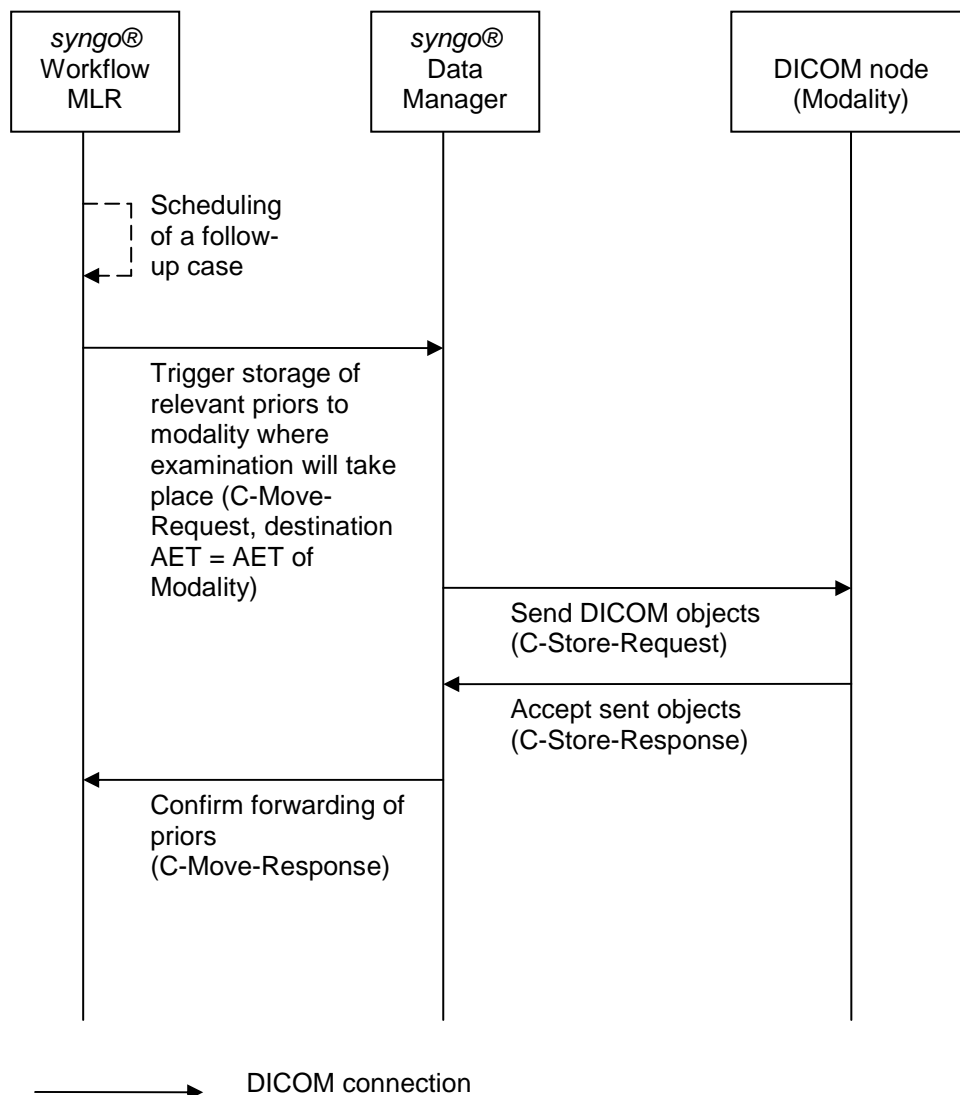 syngo®
Workflow
MLR
syngo®
Data
Manager
DICOM node
(Modality)
Scheduling
of a follow-
up case
Trigger storage of
relevant priors to
modality where
examination will take
place (C-Move-
Request, destination
AET = AET of
Modality)
Send DICOM objects
(C-Store-Request)
Accept sent objects
(C-Store-Response)
Confirm forwarding of
priors
(C-Move-Response)
DICOM connection